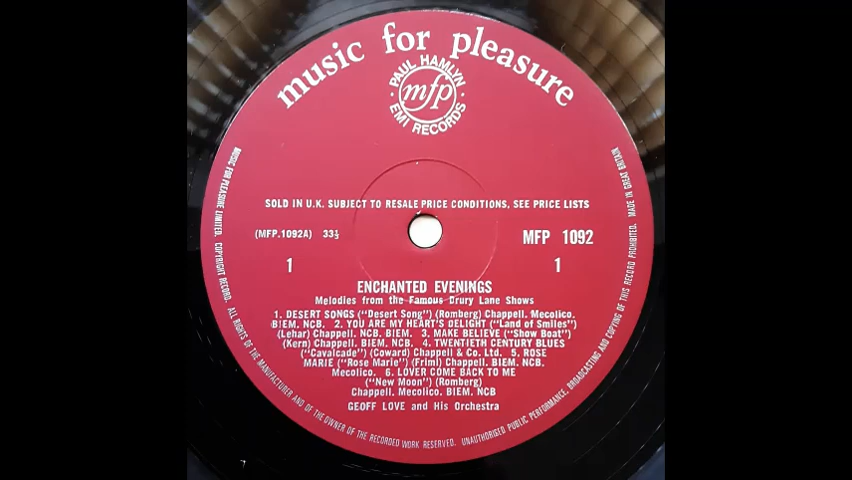 music for pleasure
PAUL HAMLYN
mfp
EMI RECORDS
SOLD IN U.K. SUBJECT TO RESALE PRICE CONDITIONS, SEE PRICE LISTS
(MFP.1092A) 33⅓
MFP 1092
1
1
ENCHANTED EVENINGS
Melodies from the Famous Drury Lane Shows
1. DESERT SONGS ("Desert Song") (Romberg) Chappell. Mecolico.
BIEM. NCB. 2. YOU ARE MY HEART'S DELIGHT ("Land of Smiles")
(Lehar) Chappell. NCB. BIEM. 3. MAKE BELIEVE ("Show Boat")
(Kern) Chappell. BIEM. NCB. 4. TWENTIETH CENTURY BLUES
("Cavalcade") (Coward) Chappell & Co. Ltd. 5. ROSE
MARIE ("Rose Marie") (Friml) Chappell. BIEM. NCB.
Mecolico. 6. LOVER COME BACK TO ME
("New Moon") (Romberg)
Chappell. Mecolico. BIEM. NCB
GEOFF LOVE and His Orchestra
MUSIC FOR PLEASURE LIMITED. COPYRIGHT RECORD. ALL RIGHTS OF THE MANUFACTURER AND OF THE OWNER OF THE RECORDED WORK RESERVED. UNAUTHORISED PUBLIC PERFORMANCE, BROADCASTING AND COPYING OF THIS RECORD PROHIBITED. MADE IN GREAT BRITAIN